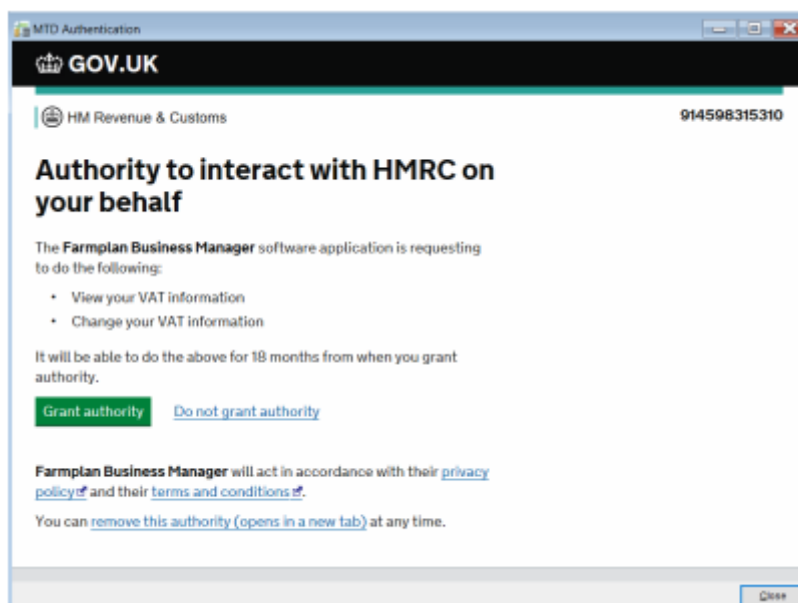 MTD Authentication
GOV.UK
HM Revenue & Customs
914598315310
Authority to interact with HMRC on
your behalf
The Farmplan Business Manager software application is requesting
to do the following:
• View your VAT information
• Change your VAT information
It will be able to do the above for 18 months from when you grant
authority.
Grant authority
Do not grant authority
Farmplan Business Manager will act in accordance with their privacy
policy and their terms and conditions.
You can remove this authority (opens in a new tab) at any time.
Close